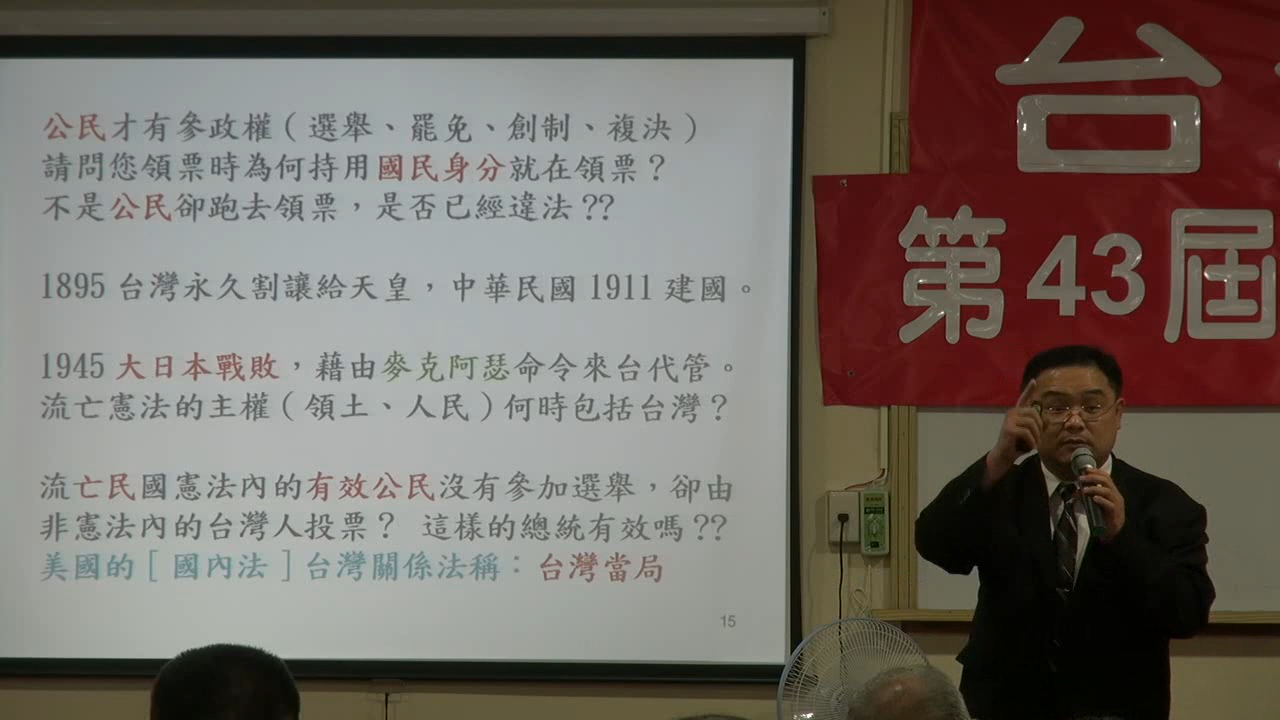 公民才有參政權(選舉、罷免、創制、複決)
請問您領票時為何持用國民身分就在領票?
不是公民卻跑去領票,是否已經違法??
1895 台灣永久割讓給天皇,中華民國 1911 建國。
1945 大日本戰敗,藉由麥克阿瑟命令來台代管。
流亡憲法的主權(領土、人民)何時包括台灣?
流亡民國憲法內的有效公民沒有參加選舉,卻由
非憲法內的台灣人投票? 這樣的總統有效嗎??
美國的[國內法]台灣關係法稱:台灣當局
15
台
第43屆